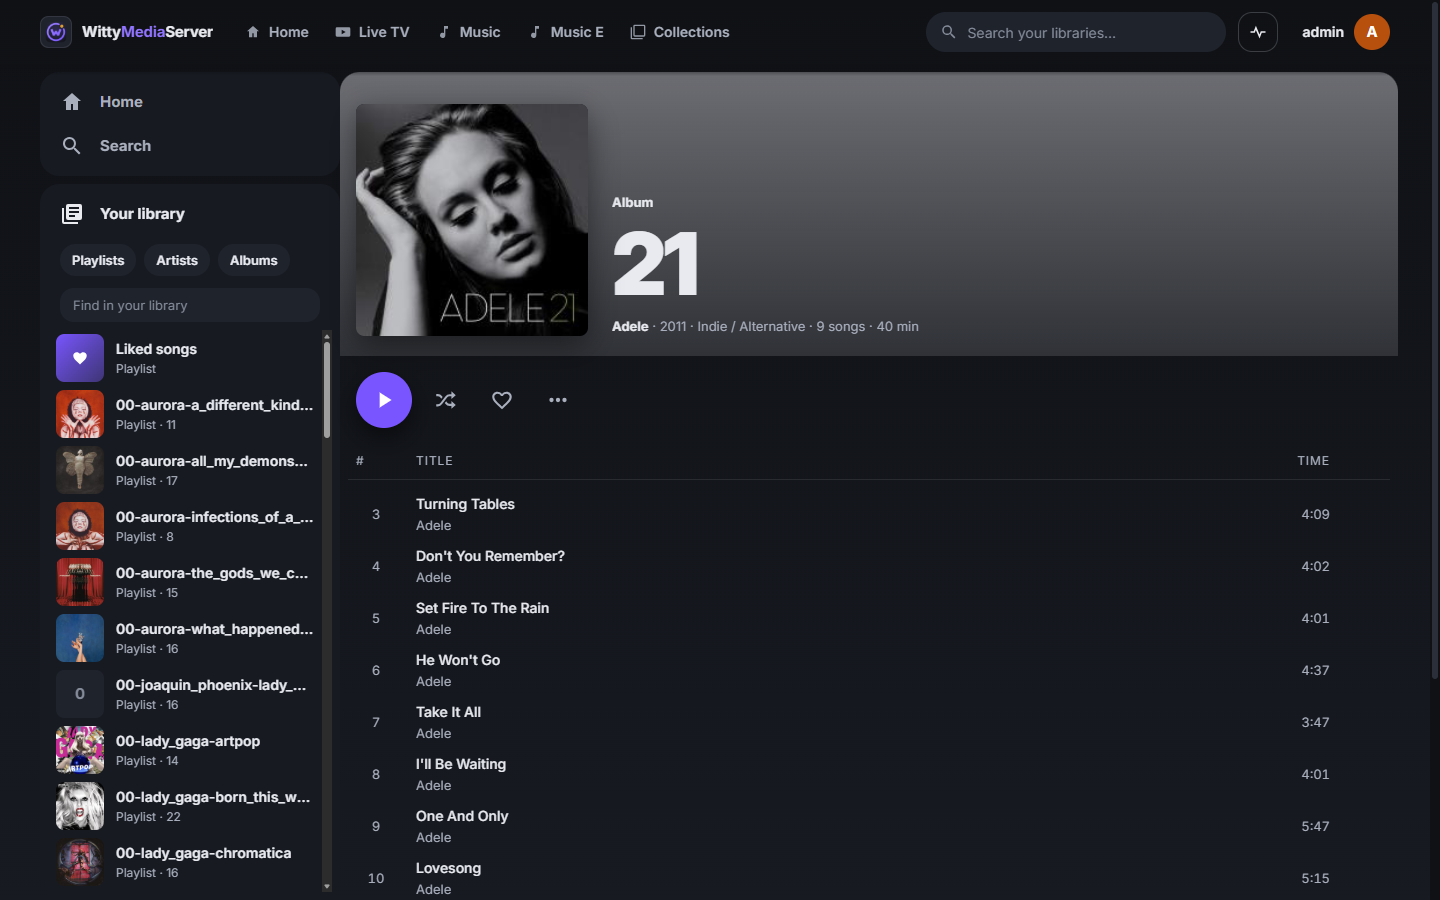 WittyMediaServer
Home
Live TV
Music
Music E
Collections
Search your libraries...
admin
A
Home
Search
Your library
Playlists
Artists
Albums
Find in your library
Liked songs
Playlist
00-aurora-a_different_kind...
Playlist · 11
00-aurora-all_my_demons...
Playlist · 17
00-aurora-infections_of_a_...
Playlist · 8
00-aurora-the_gods_we_c...
Playlist · 15
00-aurora-what_happened...
Playlist · 16
0
00-joaquin_phoenix-lady_...
Playlist · 16
00-lady_gaga-artpop
Playlist · 14
00-lady_gaga-born_this_w...
Playlist · 22
00-lady_gaga-chromatica
Playlist · 16
ADELE 21
Album
21
Adele · 2011 · Indie / Alternative · 9 songs · 40 min
# TITLE TIME
3 Turning Tables 4:09
Adele
4 Don't You Remember? 4:02
Adele
5 Set Fire To The Rain 4:01
Adele
6 He Won't Go 4:37
Adele
7 Take It All 3:47
Adele
8 I'll Be Waiting 4:01
Adele
9 One And Only 5:47
Adele
10 Lovesong 5:15
Adele